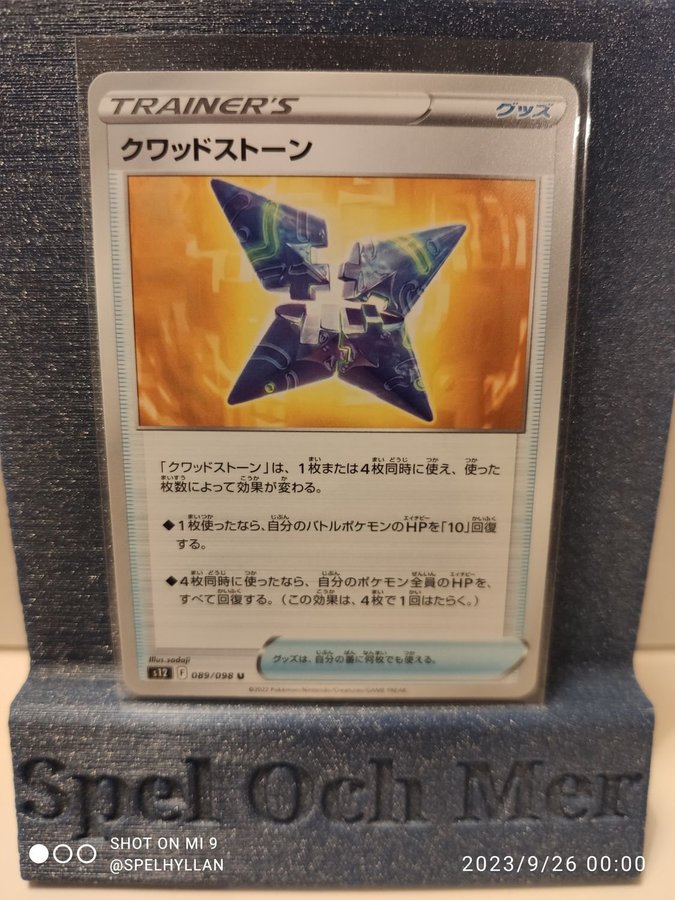 TRAINER'S グッズ
クワッドストーン
「クワッドストーン」は、1枚または4枚同時に使え、使った
枚数によって効果が変わる。
◆1枚使ったなら、自分のバトルポケモンのHPを「10」回復
する。
◆4枚同時に使ったなら、自分のポケモン全員のHPを、
すべて回復する。（この効果は、4枚で1回はたらく。）
Illus.sadaji
グッズは、自分の番に何枚でも使える。
s12 F 089/098 U
©2022 Pokémon/Nintendo/Creatures/GAME FREAK
Spel Och Mer
SHOT ON MI 9
@SPELHYLLAN
2023/9/26 00:00